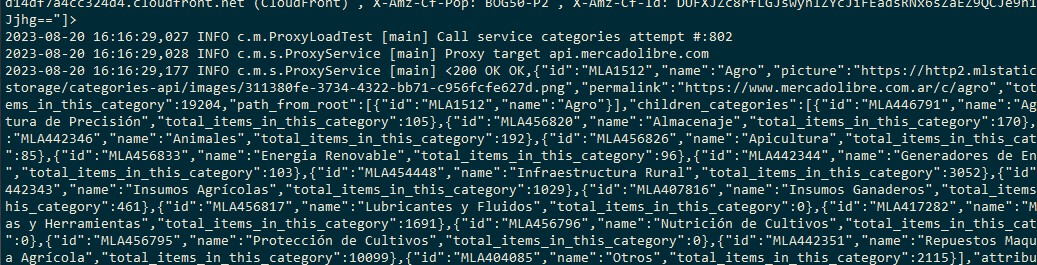 d14df7a4cc324d4.cloudfront.net (CloudFront)", X-Amz-Cf-Pop:"BOG50-P2", X-Amz-Cf-Id:
Jjhg=="]>
2023-08-20 16:16:29,027 INFO c.m.ProxyLoadTest [main] Call service categories attempt #:802
2023-08-20 16:16:29,028 INFO c.m.s.ProxyService [main] Proxy target api.mercadolibre.com
2023-08-20 16:16:29,177 INFO c.m.s.ProxyService [main] <200 OK OK,{"id":"MLA1512","name":"Agro","picture":"https://http2.mlstatic
storage/categories-api/images/311380fe-3734-4322-bb71-c956fcfe627d.png","permalink":"https://www.mercadolibre.com.ar/c/agro","tot
ems_in_this_category":19204,"path_from_root":[{"id":"MLA1512","name":"Agro"}],"children_categories":[{"id":"MLA446791","name":"Ag
tura de Precisión","total_items_in_this_category":105},{"id":"MLA456820","name":"Almacenaje","total_items_in_this_category":170},
:"MLA442346","name":"Animales","total_items_in_this_category":192},{"id":"MLA456826","name":"Apicultura","total_items_in_this_cat
":85},{"id":"MLA456833","name":"Energia Renovable","total_items_in_this_category":96},{"id":"MLA442344","name":"Generadores de En
","total_items_in_this_category":103},{"id":"MLA454448","name":"Infraestructura Rural","total_items_in_this_category":3052},{"id"
442343","name":"Insumos Agrícolas","total_items_in_this_category":1029},{"id":"MLA407816","name":"Insumos Ganaderos","total_items
his_category":461},{"id":"MLA456817","name":"Lubricantes y Fluidos","total_items_in_this_category":0},{"id":"MLA417282","name":"M
as y Herramientas","total_items_in_this_category":1691},{"id":"MLA456796","name":"Nutrición de Cultivos","total_items_in_this_cat
":0},{"id":"MLA456795","name":"Protección de Cultivos","total_items_in_this_category":0},{"id":"MLA442351","name":"Repuestos Maqu
a Agrícola","total_items_in_this_category":10099},{"id":"MLA404085","name":"Otros","total_items_in_this_category":2115}],"attribu